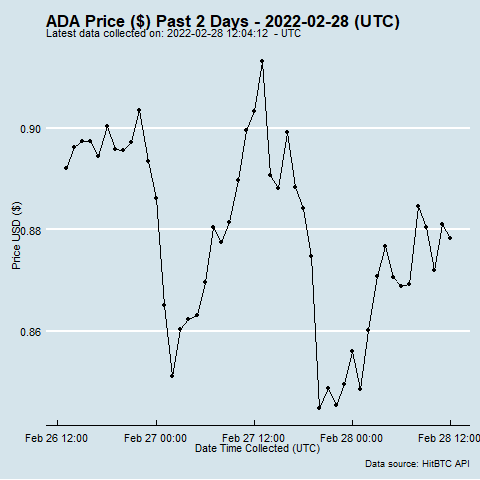 ADA Price ($) Past 2 Days - 2022-02-28 (UTC)
Latest data collected on: 2022-02-28 12:04:12 - UTC
0.90
0.88
0.86
Price USD ($)
Feb 26 12:00 Feb 27 00:00 Feb 27 12:00 Feb 28 00:00 Feb 28 12:00
Date Time Collected (UTC)
Data source: HitBTC API